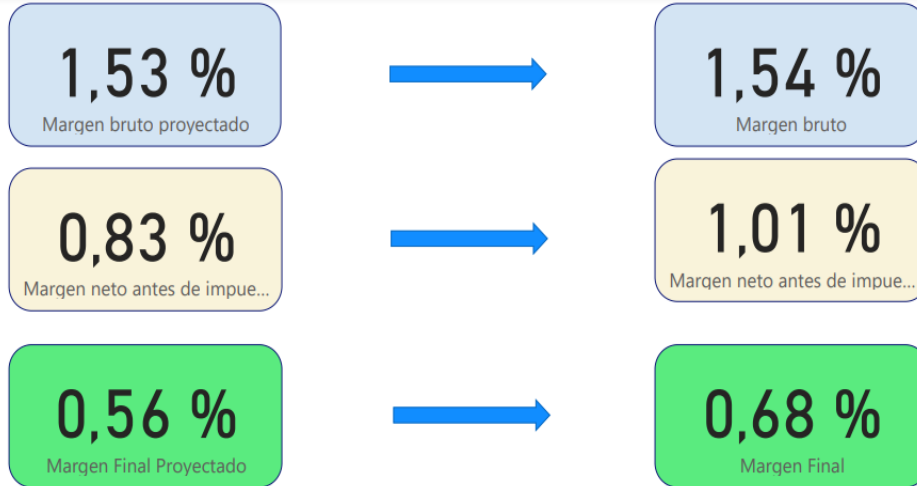 1,53 %
Margen bruto proyectado
1,54 %
Margen bruto
0,83 %
Margen neto antes de impue...
1,01 %
Margen neto antes de impue...
0,56 %
Margen Final Proyectado
0,68 %
Margen Final